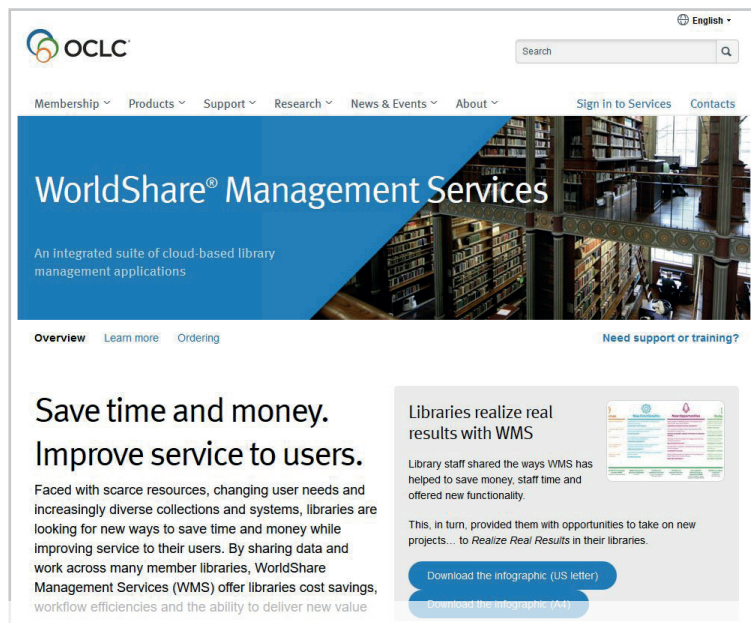 English
OCLC
Search
Membership Products Support Research News & Events About Sign in to Services Contacts
WorldShare® Management Services
An integrated suite of cloud-based library
management applications
Overview Learn more Ordering Need support or training?
Save time and money.
Improve service to users.
Faced with scarce resources, changing user needs and
increasingly diverse collections and systems, libraries are
looking for new ways to save time and money while
improving service to their users. By sharing data and
work across many member libraries, WorldShare
Management Services (WMS) offer libraries cost savings,
workflow efficiencies and the ability to deliver new value
Libraries realize real
results with WMS
Library staff shared the ways WMS has
helped to save money, staff time and
offered new functionality.
This, in turn, provided them with opportunities to take on new
projects… to Realize Real Results in their libraries.
Download the infographic (US letter)
Download the infographic (A4)